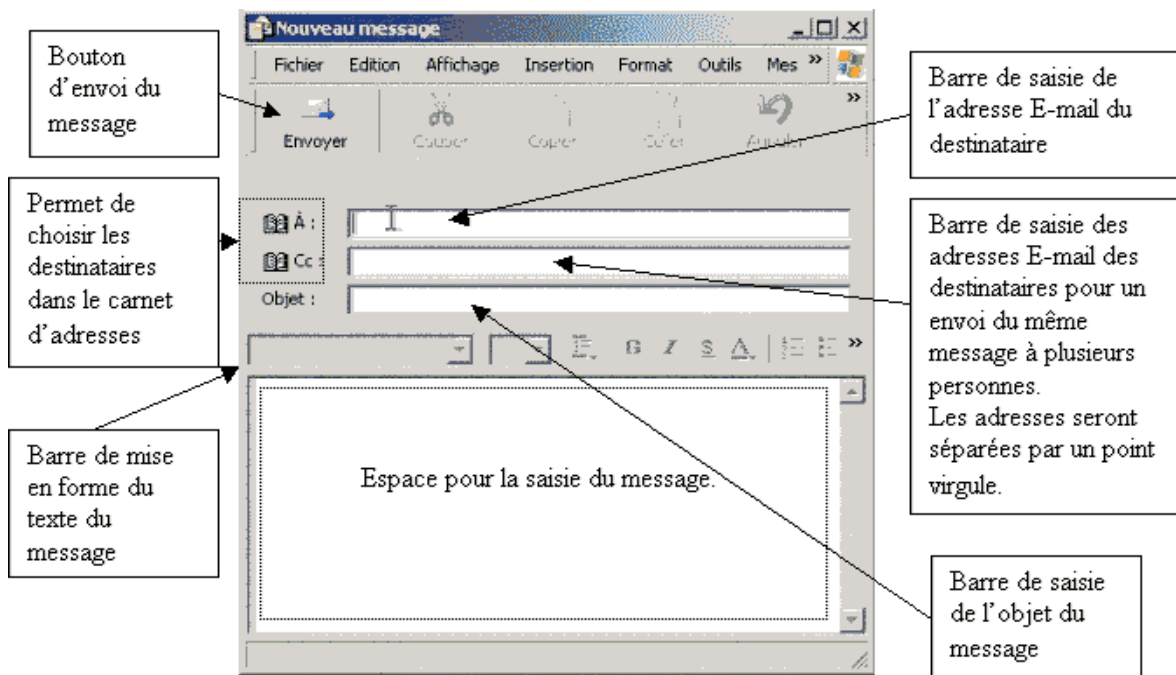 Nouveau message
Fichier Edition Affichage Insertion Format Outils Mes »
Envoyer Couper Copier Coller Annuler »
À :
Cc :
Objet :
G I S A »
Espace pour la saisie du message.
Bouton
d'envoi du
message
Permet de
choisir les
destinataires
dans le carnet
d'adresses
Barre de mise
en forme du
texte du
message
Barre de saisie de
l'adresse E-mail du
destinataire
Barre de saisie des
adresses E-mail des
destinataires pour un
envoi du même
message à plusieurs
personnes.
Les adresses seront
séparées par un point
virgule.
Barre de saisie
de l'objet du
message